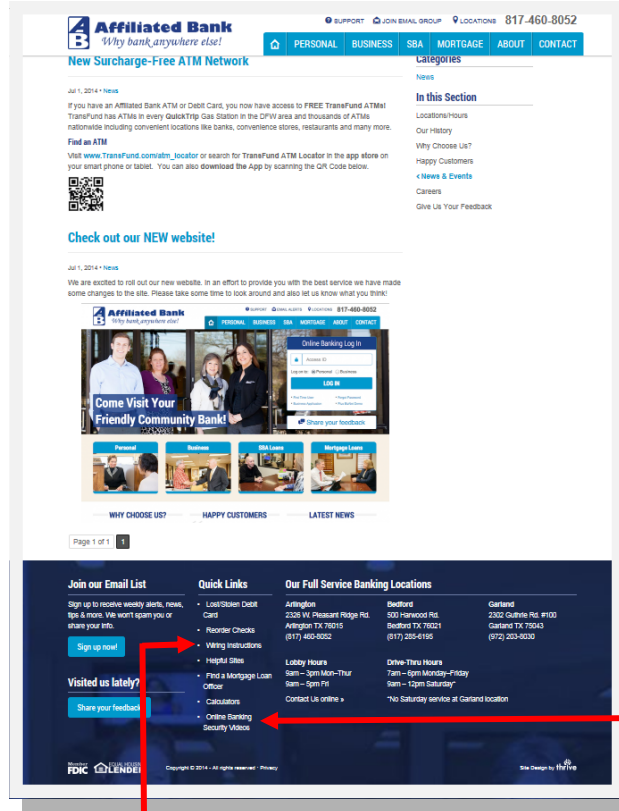 Affiliated Bank
Why bank anywhere else!
SUPPORT JOIN EMAIL GROUP LOCATIONS 817-460-8052
PERSONAL BUSINESS SBA MORTGAGE ABOUT CONTACT
New Surcharge-Free ATM Network
Jul 1, 2014 • News
If you have an Affiliated Bank ATM or Debit Card, you now have access to FREE TransFund ATMs!
TransFund has ATMs in every QuickTrip Gas Station in the DFW area and thousands of ATMs
nationwide including convenient locations like banks, convenience stores, restaurants and many more.
Find an ATM
Visit www.TransFund.com/atm_locator or search for TransFund ATM Locator in the app store on
your smart phone or tablet. You can also download the App by scanning the QR Code below.
Check out our NEW website!
Jul 1, 2014 • News
We are excited to roll out our new website. In an effort to provide you with the best service we have made
some changes to the site. Please take some time to look around and also let us know what you think!
Affiliated Bank
Why bank anywhere else!
SUPPORT EMAIL ALERTS LOCATIONS 817-460-8052
PERSONAL BUSINESS SBA MORTGAGE ABOUT CONTACT
Online Banking Log In
Access ID
Log on to: Personal Business
LOG IN
Share your feedback
Come Visit Your
Friendly Community Bank!
Personal Business SBA Loans Mortgage Loans
WHY CHOOSE US? HAPPY CUSTOMERS LATEST NEWS
Page 1 of 1 1
Categories
News
In this Section
Locations/Hours
Our History
Why Choose Us?
Happy Customers
‹ News & Events
Careers
Give Us Your Feedback
Join our Email List
Sign up to receive weekly alerts, news,
tips & more. We won't spam you or
share your info.
Sign up now!
Visited us lately?
Share your feedback
Quick Links
• Lost/Stolen Debit
Card
• Reorder Checks
• Wiring Instructions
• Helpful Sites
• Find a Mortgage Loan
Officer
• Calculators
• Online Banking
Security Videos
Our Full Service Banking Locations
Arlington
2326 W. Pleasant Ridge Rd.
Arlington TX 76015
(817) 460-8052
Bedford
500 Harwood Rd.
Bedford TX 76021
(817) 285-6195
Garland
2302 Guthrie Rd. #100
Garland TX 75043
(972) 203-8030
Lobby Hours
9am – 3pm Mon–Thur
9am – 5pm Fri
Drive-Thru Hours
7am – 6pm Monday–Friday
9am – 12pm Saturday*
Contact Us online »
*No Saturday service at Garland location
Member
FDIC
EQUAL HOUSING
LENDER
Copyright © 2014 - All rights reserved - Privacy
Site Design by thrive